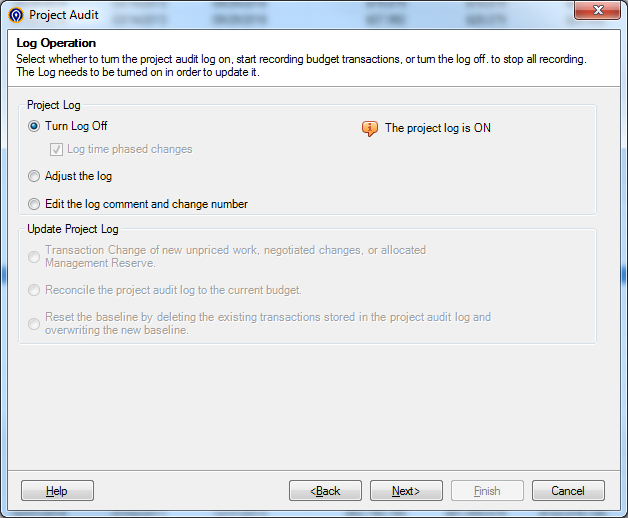 Project Audit
Log Operation
Select whether to turn the project audit log on, start recording budget transactions, or turn the log off. to stop all recording.
The Log needs to be turned on in order to update it.
Project Log
Turn Log Off
The project log is ON
Log time phased changes
Adjust the log
Edit the log comment and change number
Update Project Log
Transaction Change of new unpriced work, negotiated changes, or allocated
Management Reserve.
Reconcile the project audit log to the current budget.
Reset the baseline by deleting the existing transactions stored in the project audit log and
overwriting the new baseline.
Help
<Back
Next>
Finish
Cancel